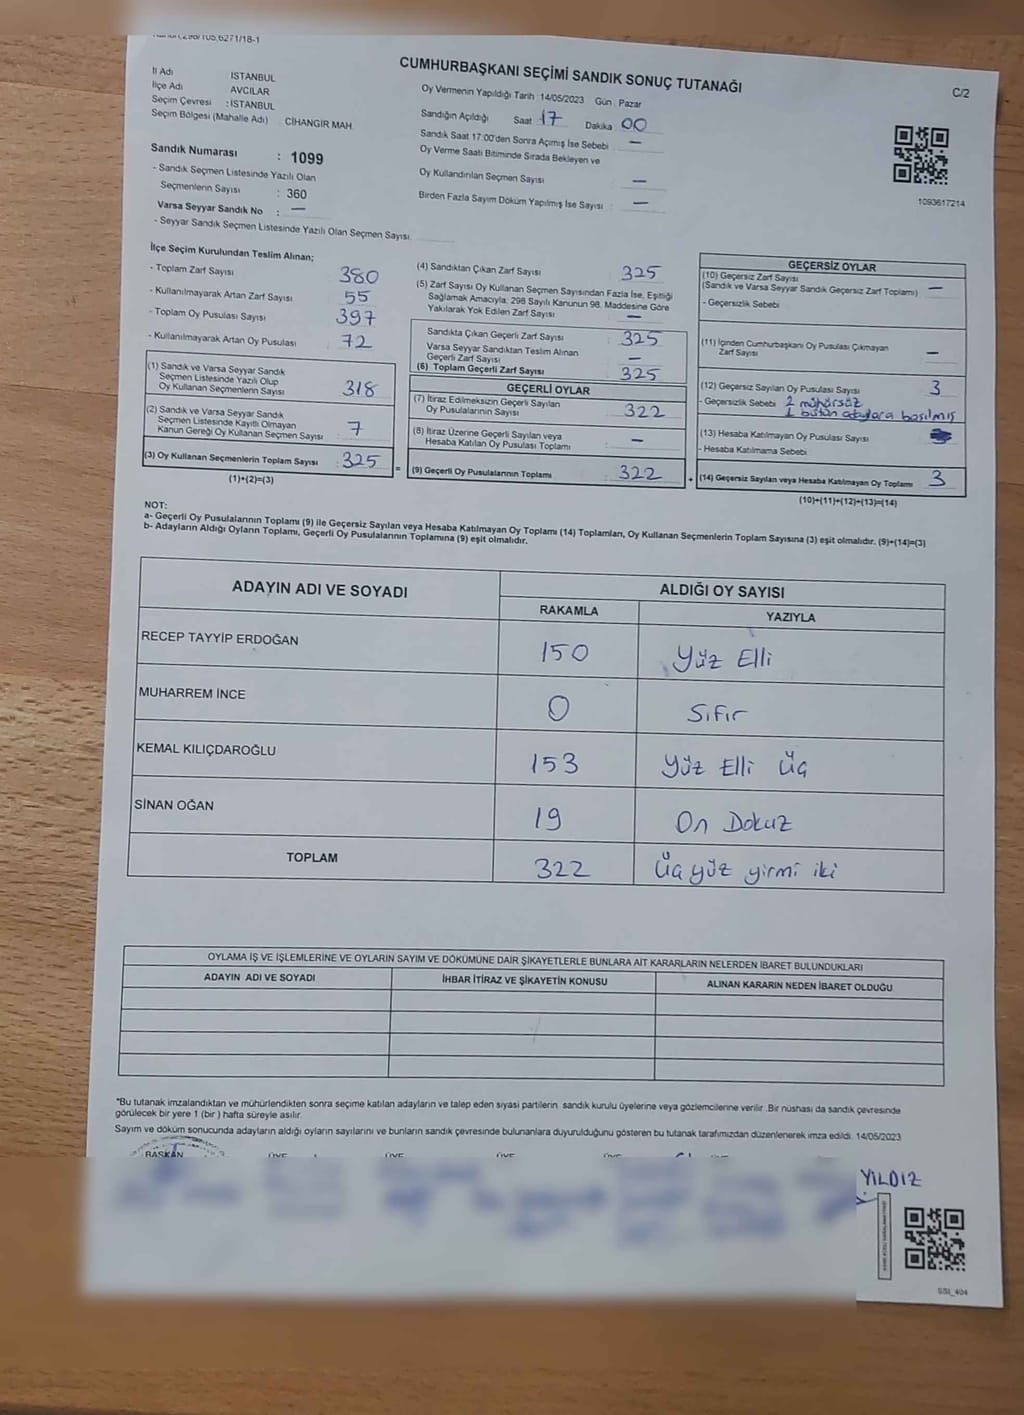 CUMHURBAŞKANI SEÇİMİ SANDIK SONUÇ TUTANAĞI
C/2
İl Adı İSTANBUL
İlçe Adı AVCILAR
Seçim Çevresi : İSTANBUL
Seçim Bölgesi (Mahalle Adı) CİHANGİR MAH.
Sandık Numarası : 1099
- Sandık Seçmen Listesinde Yazılı Olan
Seçmenlerin Sayısı : 360
Varsa Seyyar Sandık No : —
- Seyyar Sandık Seçmen Listesinde Yazılı Olan Seçmen Sayısı
Oy Vermenin Yapıldığı Tarih : 14/05/2023 Gün : Pazar
Sandığın Açıldığı Saat 17 Dakika 00
Sandık Saat 17:00'den Sonra Açımış İse Sebebi —
Oy Verme Saati Bitiminde Sırada Bekleyen ve
Oy Kullandırılan Seçmen Sayısı —
Birden Fazla Sayım Döküm Yapılmış İse Sayısı : —
1093617214
İlçe Seçim Kurulundan Teslim Alınan;
- Toplam Zarf Sayısı 380
- Kullanılmayarak Artan Zarf Sayısı 55
- Toplam Oy Pusulası Sayısı 397
- Kullanılmayarak Artan Oy Pusulası 72
(1) Sandık ve Varsa Seyyar Sandık
Seçmen Listesinde Yazılı Olup
Oy Kullanan Seçmenlerin Sayısı 318
(2) Sandık ve Varsa Seyyar Sandık
Seçmen Listesinde Kayıtlı Olmayan
Kanun Gereği Oy Kullanan Seçmen Sayısı 7
(3) Oy Kullanan Seçmenlerin Toplam Sayısı : 325
(1)+(2)=(3)
(4) Sandıktan Çıkan Zarf Sayısı 325
(5) Zarf Sayısı Oy Kullanan Seçmen Sayısından Fazla İse, Eşitliği
Sağlamak Amacıyla, 298 Sayılı Kanunun 98. Maddesine Göre
Yakılarak Yok Edilen Zarf Sayısı —
Sandıkta Çıkan Geçerli Zarf Sayısı 325
Varsa Seyyar Sandıktan Teslim Alınan
Geçerli Zarf Sayısı —
(6) Toplam Geçerli Zarf Sayısı 325
GEÇERLİ OYLAR
(7) İtiraz Edilmeksizin Geçerli Sayılan
Oy Pusulalarının Sayısı 322
(8) İtiraz Üzerine Geçerli Sayılan veya
Hesaba Katılan Oy Pusulası Toplamı —
= (9) Geçerli Oy Pusulalarının Toplamı 322
GEÇERSİZ OYLAR
(10) Geçersiz Zarf Sayısı
(Sandık ve Varsa Seyyar Sandık Geçersiz Zarf Toplamı) —
- Geçersizlik Sebebi
(11) İçinden Cumhurbaşkanı Oy Pusulası Çıkmayan
Zarf Sayısı —
(12) Geçersiz Sayılan Oy Pusulası Sayısı 3
- Geçersizlik Sebebi 2 mühürsüz
1 bütün adaylara basılmış
(13) Hesaba Katılmayan Oy Pusulası Sayısı
- Hesaba Katılmama Sebebi
+ (14) Geçersiz Sayılan veya Hesaba Katılmayan Oy Toplamı 3
(10)+(11)+(12)+(13)=(14)
NOT:
a- Geçerli Oy Pusulalarının Toplamı (9) ile Geçersiz Sayılan veya Hesaba Katılmayan Oy Toplamı (14) Toplamları, Oy Kullanan Seçmenlerin Toplam Sayısına (3) eşit olmalıdır. (9)+(14)=(3)
b- Adayların Aldığı Oyların Toplamı, Geçerli Oy Pusulalarının Toplamına (9) eşit olmalıdır.
ADAYIN ADI VE SOYADI ALDIĞI OY SAYISI
RAKAMLA YAZIYLA
RECEP TAYYİP ERDOĞAN 150 Yüz Elli
MUHARREM İNCE 0 Sıfır
KEMAL KILIÇDAROĞLU 153 Yüz Elli Üç
SİNAN OĞAN 19 On Dokuz
TOPLAM 322 Üç yüz yirmi iki
OYLAMA İŞ VE İŞLEMLERİNE VE OYLARIN SAYIM VE DÖKÜMÜNE DAİR ŞİKAYETLERLE BUNLARA AİT KARARLARIN NELERDEN İBARET BULUNDUKLARI
ADAYIN ADI VE SOYADI İHBAR İTİRAZ VE ŞİKAYETİN KONUSU ALINAN KARARIN NEDEN İBARET OLDUĞU
*Bu tutanak imzalandıktan ve mühürlendikten sonra seçime katılan adayların ve talep eden siyasi partilerin sandık kurulu üyelerine veya gözlemcilerine verilir. Bir nüshası da sandık çevresinde
görülecek bir yere 1 (bir) hafta süreyle asılır.
Sayım ve döküm sonucunda adayların aldığı oyların sayılarını ve bunların sandık çevresinde bulunanlara duyurulduğunu gösteren bu tutanak tarafımızdan düzenlenerek imza edildi. 14/05/2023
BAŞKAN
YILDIZ
SSI_404